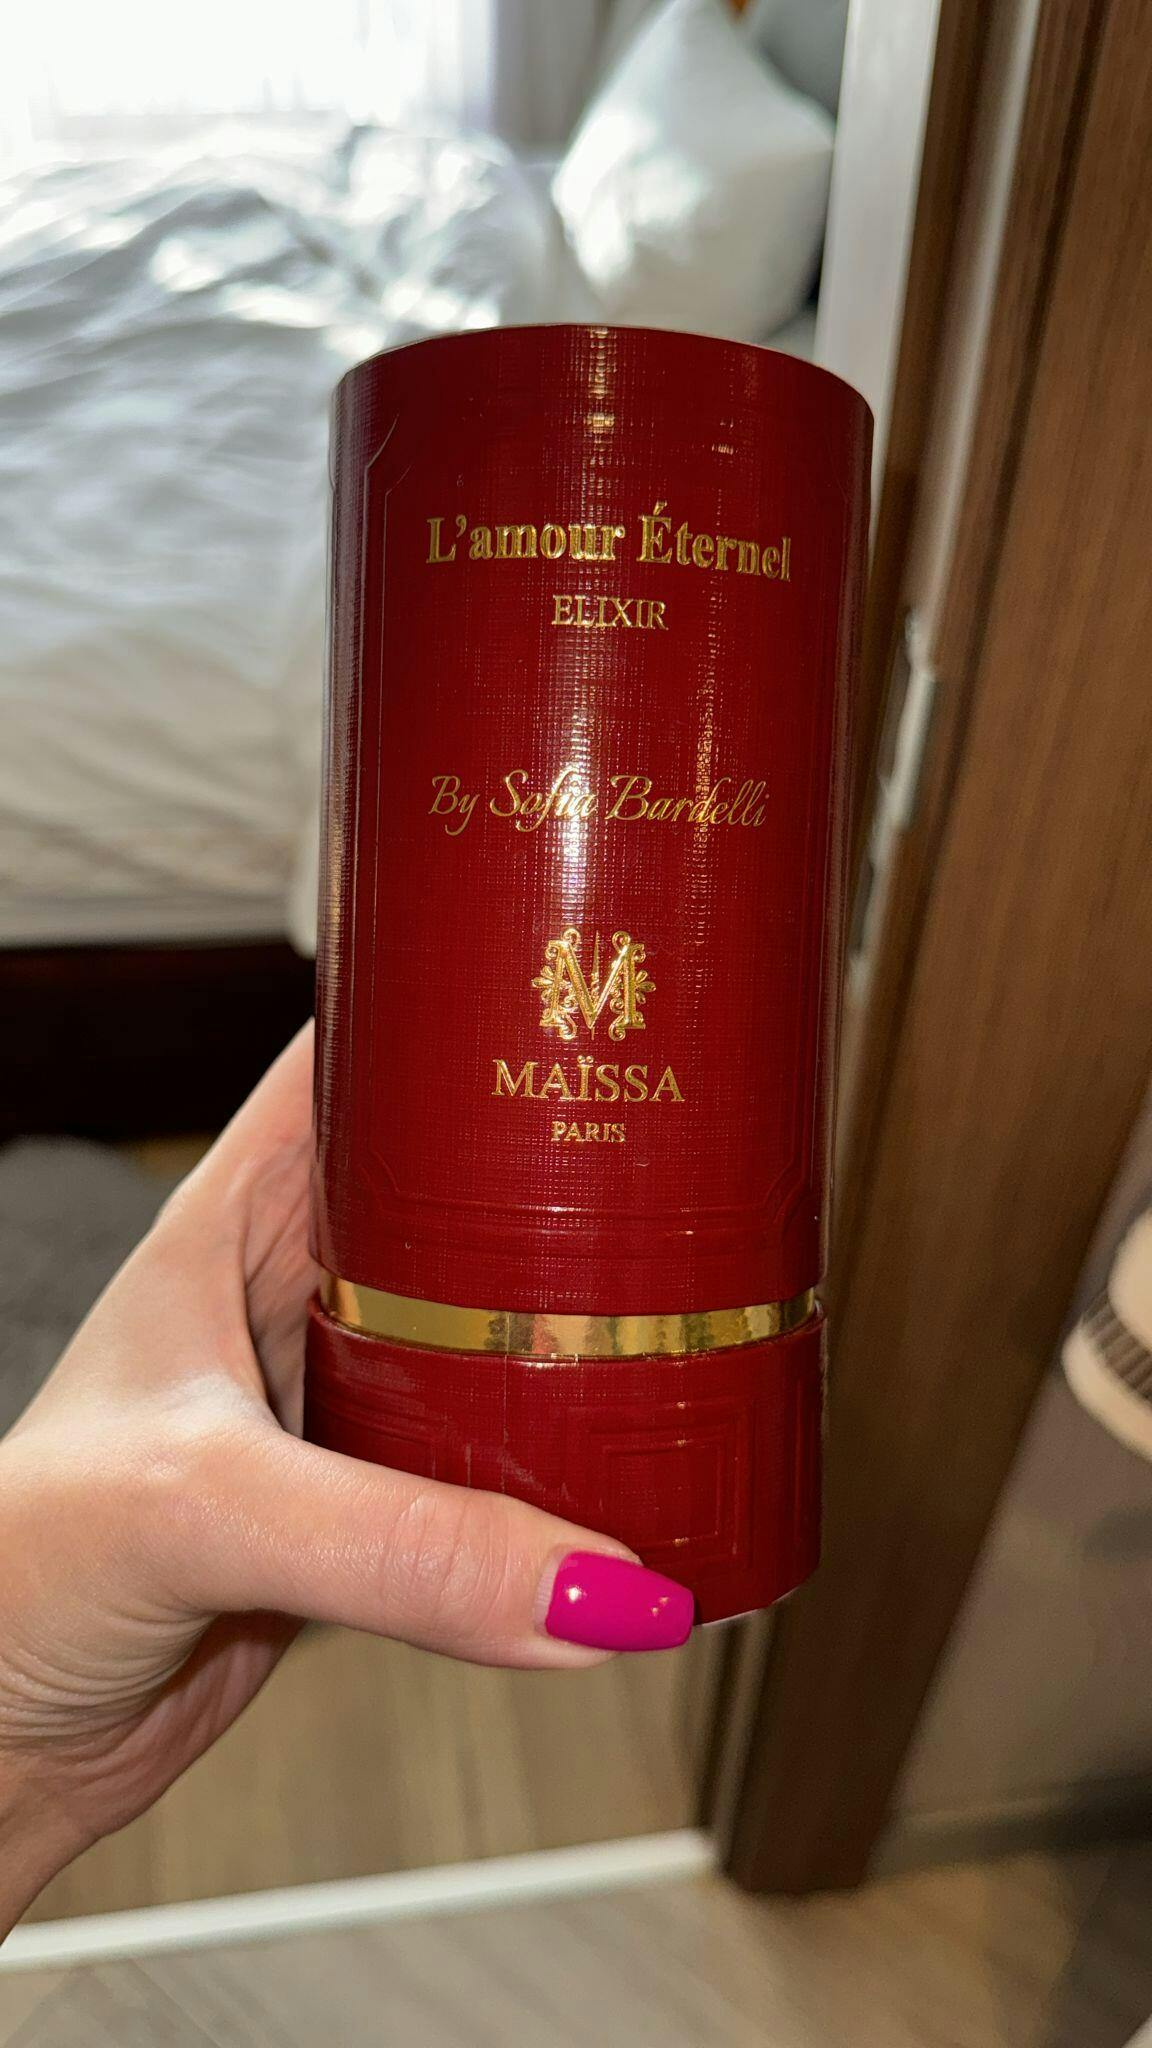 L'amour Éternel
ELIXIR
By Sofia Bardelli
M
MAÏSSA
PARIS